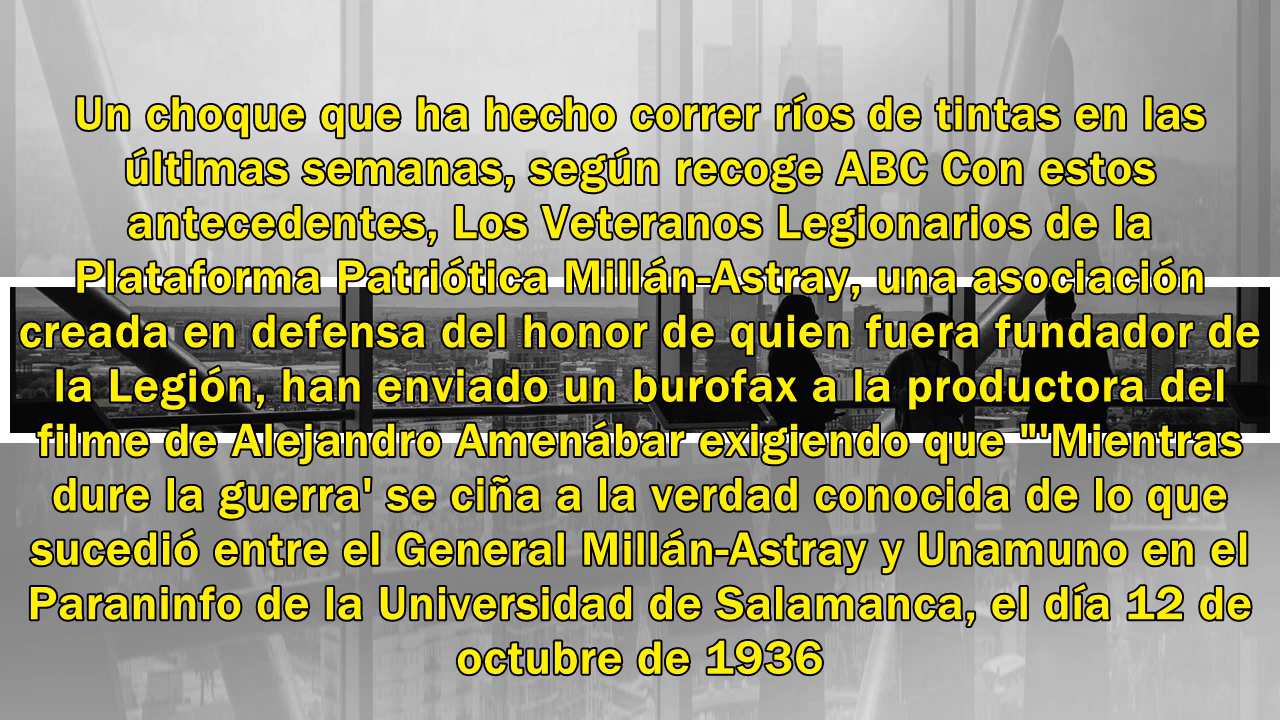 Un choque que ha hecho correr ríos de tintas en las
últimas semanas, según recoge ABC Con estos
antecedentes, Los Veteranos Legionarios de la
Plataforma Patriótica Millán-Astray, una asociación
creada en defensa del honor de quien fuera fundador de
la Legión, han enviado un burofax a la productora del
filme de Alejandro Amenábar exigiendo que "'Mientras
dure la guerra' se ciña a la verdad conocida de lo que
sucedió entre el General Millán-Astray y Unamuno en el
Paraninfo de la Universidad de Salamanca, el día 12 de
octubre de 1936